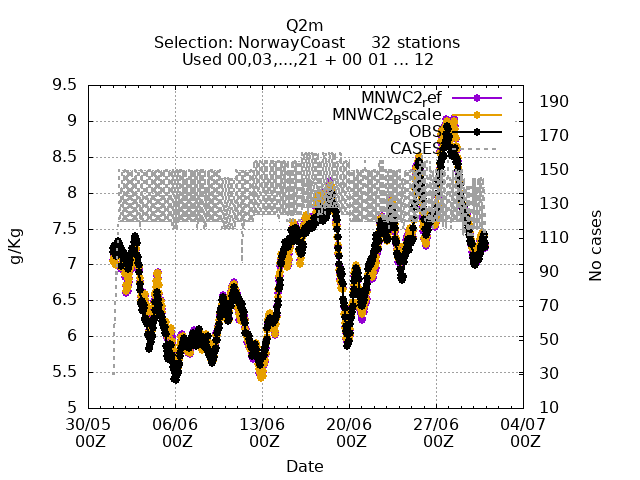 Q2m
Selection: NorwayCoast     32 stations
Used 00,03,...,21 + 00 01 ... 12
MNWC2_ref
MNWC2_Bscale
OBS
CASES
g/Kg
9.5
9
8.5
8
7.5
7
6.5
6
5.5
5
No cases
190
170
150
130
110
90
70
50
30
10
30/05 06/06 13/06 20/06 27/06 04/07
00Z 00Z 00Z 00Z 00Z 00Z
Date